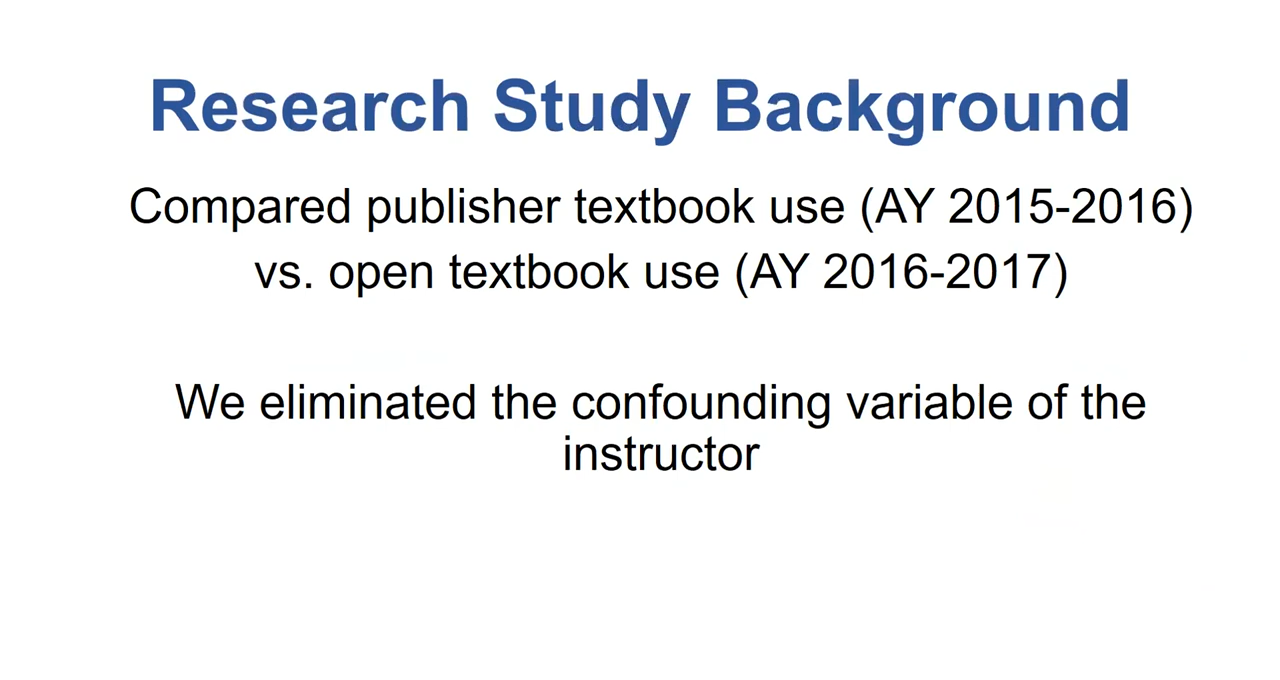 Research Study Background
Compared publisher textbook use (AY 2015-2016)
vs. open textbook use (AY 2016-2017)
We eliminated the confounding variable of the
instructor